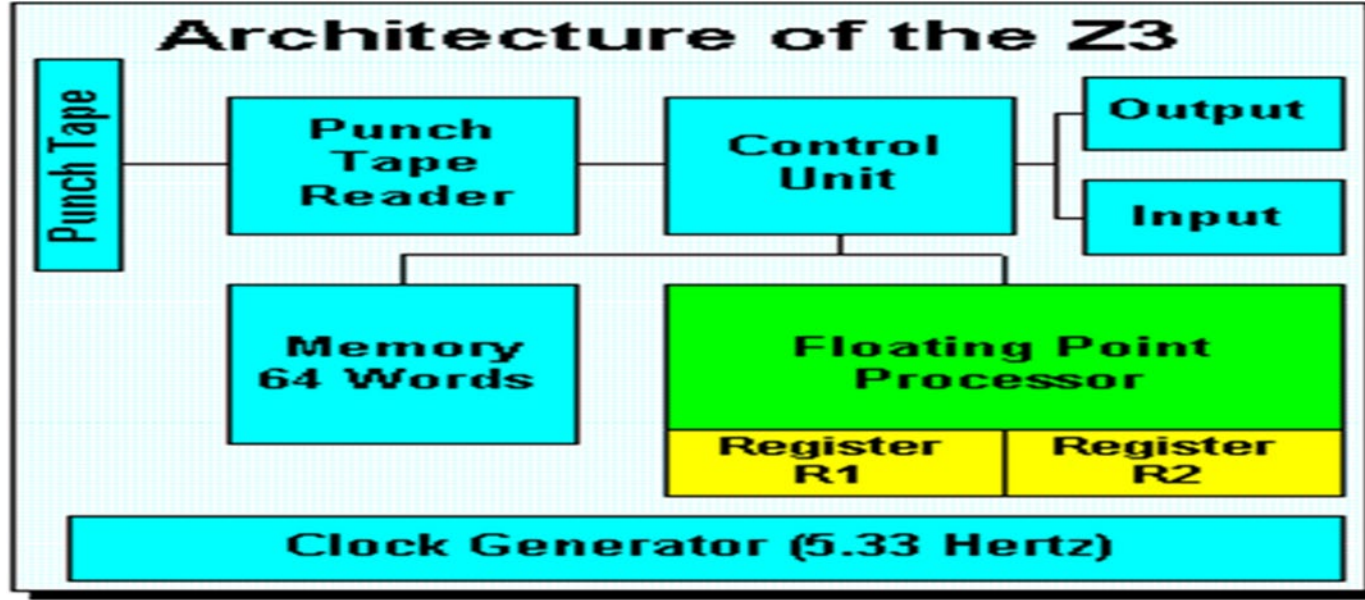 Architecture of the Z3
Punch Tape
Punch
Tape
Reader
Control
Unit
Output
Input
Memory
64 Words
Floating Point
Processor
Register
R1
Register
R2
Clock Generator (5.33 Hertz)